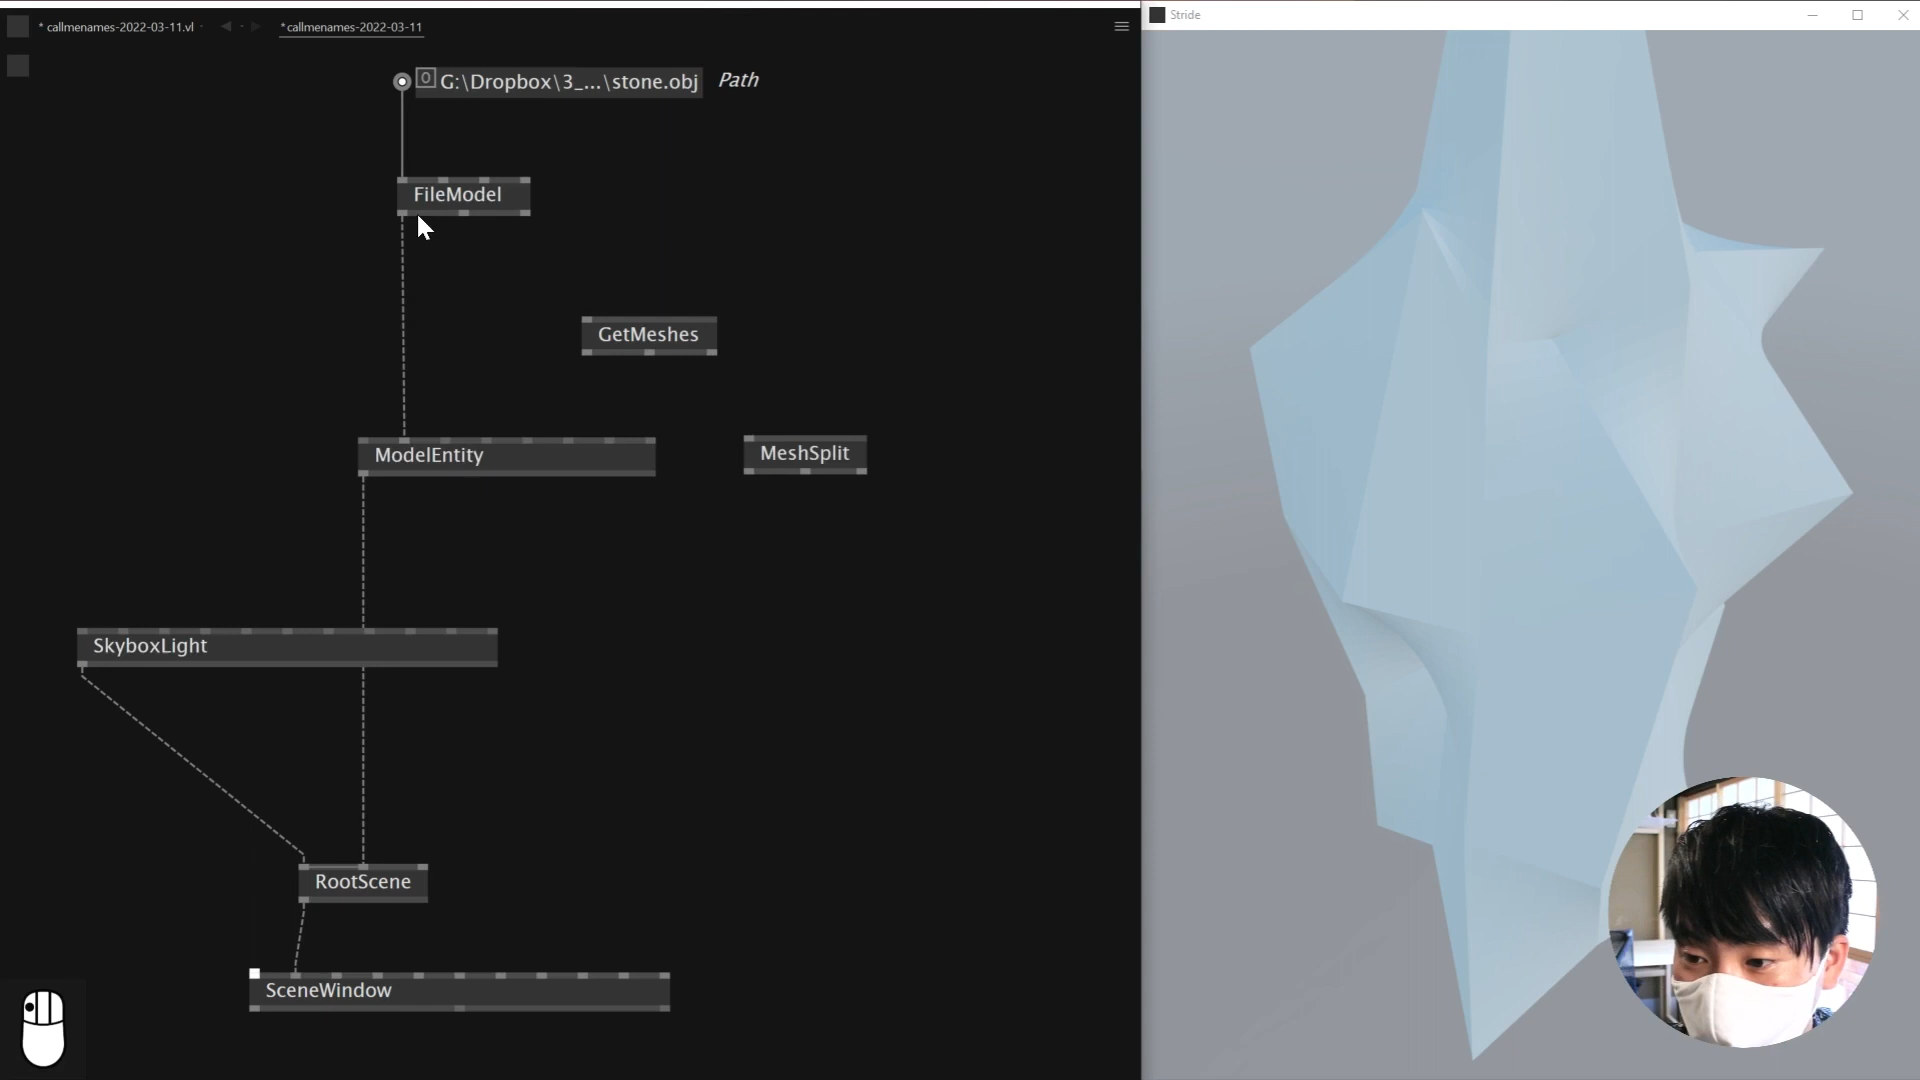 * callmenames-2022-03-11.vl
*callmenames-2022-03-11
Stride
O G:\Dropbox\3_...\stone.obj
Path
FileModel
GetMeshes
ModelEntity
MeshSplit
SkyboxLight
RootScene
SceneWindow